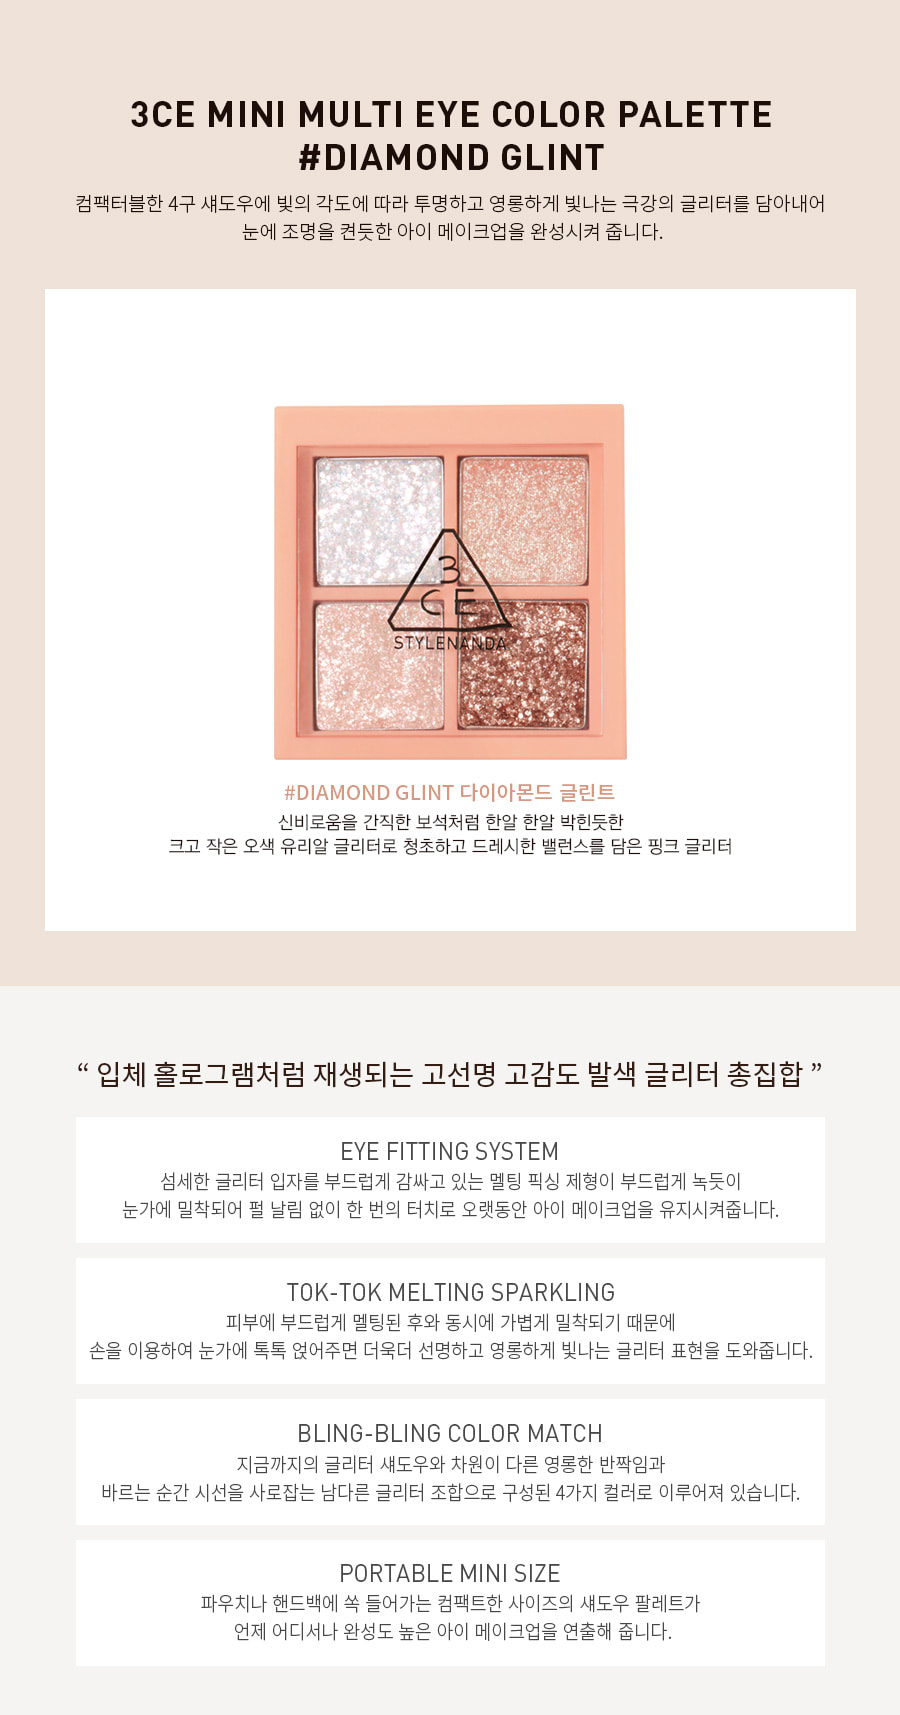 3CE MINI MULTI EYE COLOR PALETTE
#DIAMOND GLINT
컴팩터블한 4구 섀도우에 빛의 각도에 따라 투명하고 영롱하게 빛나는 극강의 글리터를 담아내어
눈에 조명을 켠듯한 아이 메이크업을 완성시켜 줍니다.
3
CE
STYLENANDA
#DIAMOND GLINT 다이아몬드 글린트
신비로움을 간직한 보석처럼 한알 한알 박힌듯한
크고 작은 오색 유리알 글리터로 청초하고 드레시한 밸런스를 담은 핑크 글리터
“ 입체 홀로그램처럼 재생되는 고선명 고감도 발색 글리터 총집합 ”
EYE FITTING SYSTEM
섬세한 글리터 입자를 부드럽게 감싸고 있는 멜팅 픽싱 제형이 부드럽게 녹듯이
눈가에 밀착되어 펄 날림 없이 한 번의 터치로 오랫동안 아이 메이크업을 유지시켜줍니다.
TOK-TOK MELTING SPARKLING
피부에 부드럽게 멜팅된 후와 동시에 가볍게 밀착되기 때문에
손을 이용하여 눈가에 톡톡 얹어주면 더욱더 선명하고 영롱하게 빛나는 글리터 표현을 도와줍니다.
BLING-BLING COLOR MATCH
지금까지의 글리터 섀도우와 차원이 다른 영롱한 반짝임과
바르는 순간 시선을 사로잡는 남다른 글리터 조합으로 구성된 4가지 컬러로 이루어져 있습니다.
PORTABLE MINI SIZE
파우치나 핸드백에 쏙 들어가는 컴팩트한 사이즈의 섀도우 팔레트가
언제 어디서나 완성도 높은 아이 메이크업을 연출해 줍니다.